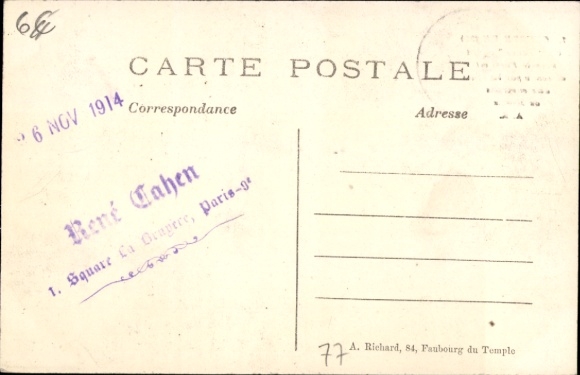 64
CARTE POSTALE
Correspondance
Adresse
6 NOV 1914
René Cahen
1. Square La Bruyère, Paris-9e
77
A. Richard, 84, Faubourg du Temple